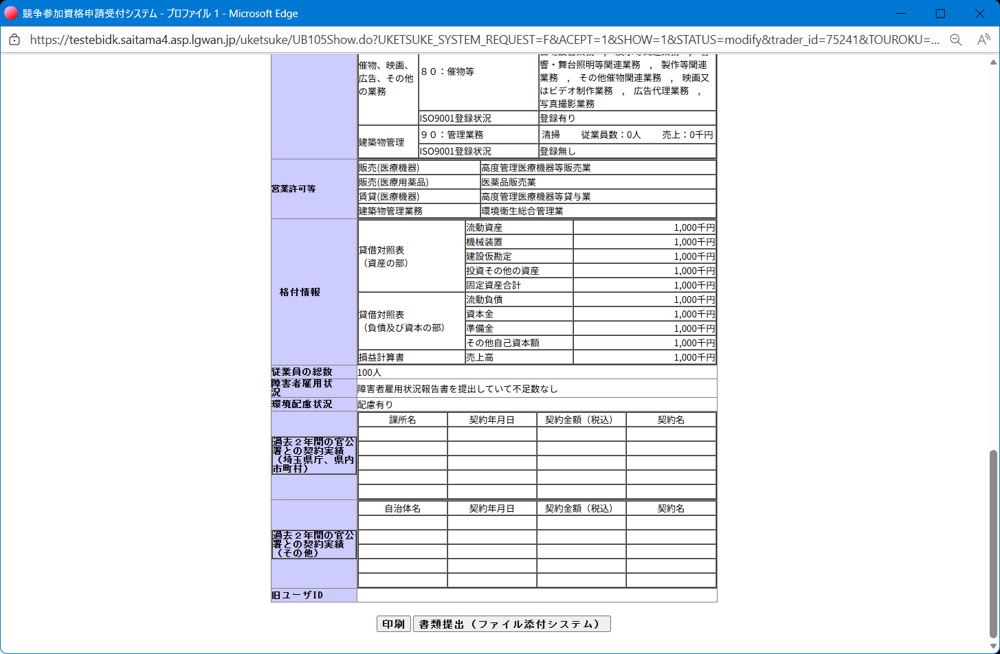 競争参加資格申請受付システム - プロファイル 1 - Microsoft Edge
https://testebidk.saitama4.asp.lgwan.jp/uketsuke/UB105Show.do?UKETSUKE_SYSTEM_REQUEST=F&ACEPT=1&SHOW=1&STATUS=modify&trader_id=75241&TOUROKU=...
催物、映画、
広告、その他
の業務
８０：催物等
響・舞台照明等関連業務　，　製作等関連
業務　，　その他催物関連業務　，　映画又
はビデオ制作業務　，　広告代理業務　，
写真撮影業務
ISO9001登録状況 登録有り
建築物管理
９０：管理業務 清掃　　従業員数：0人　　売上：0千円
ISO9001登録状況 登録無し
営業許可等
販売(医療機器) 高度管理医療機器等販売業
販売(医療用薬品) 医薬品販売業
賃貸(医療機器) 高度管理医療機器等貸与業
建築物管理業務 環境衛生総合管理業
格付情報
貸借対照表
（資産の部）
流動資産 1,000千円
機械装置 1,000千円
建設仮勘定 1,000千円
投資その他の資産 1,000千円
固定資産合計 1,000千円
貸借対照表
（負債及び資本の部）
流動負債 1,000千円
資本金 1,000千円
準備金 1,000千円
その他自己資本額 1,000千円
損益計算書 売上高 1,000千円
従業員の総数 100人
障害者雇用状
況
障害者雇用状況報告書を提出していて不足数なし
環境配慮状況 配慮有り
過去２年間の官公
署との契約実績
（埼玉県庁、県内
市町村）
課所名 契約年月日 契約金額（税込） 契約名
過去２年間の官公
署との契約実績
（その他）
自治体名 契約年月日 契約金額（税込） 契約名
旧ユーザID
印刷 書類提出（ファイル添付システム）